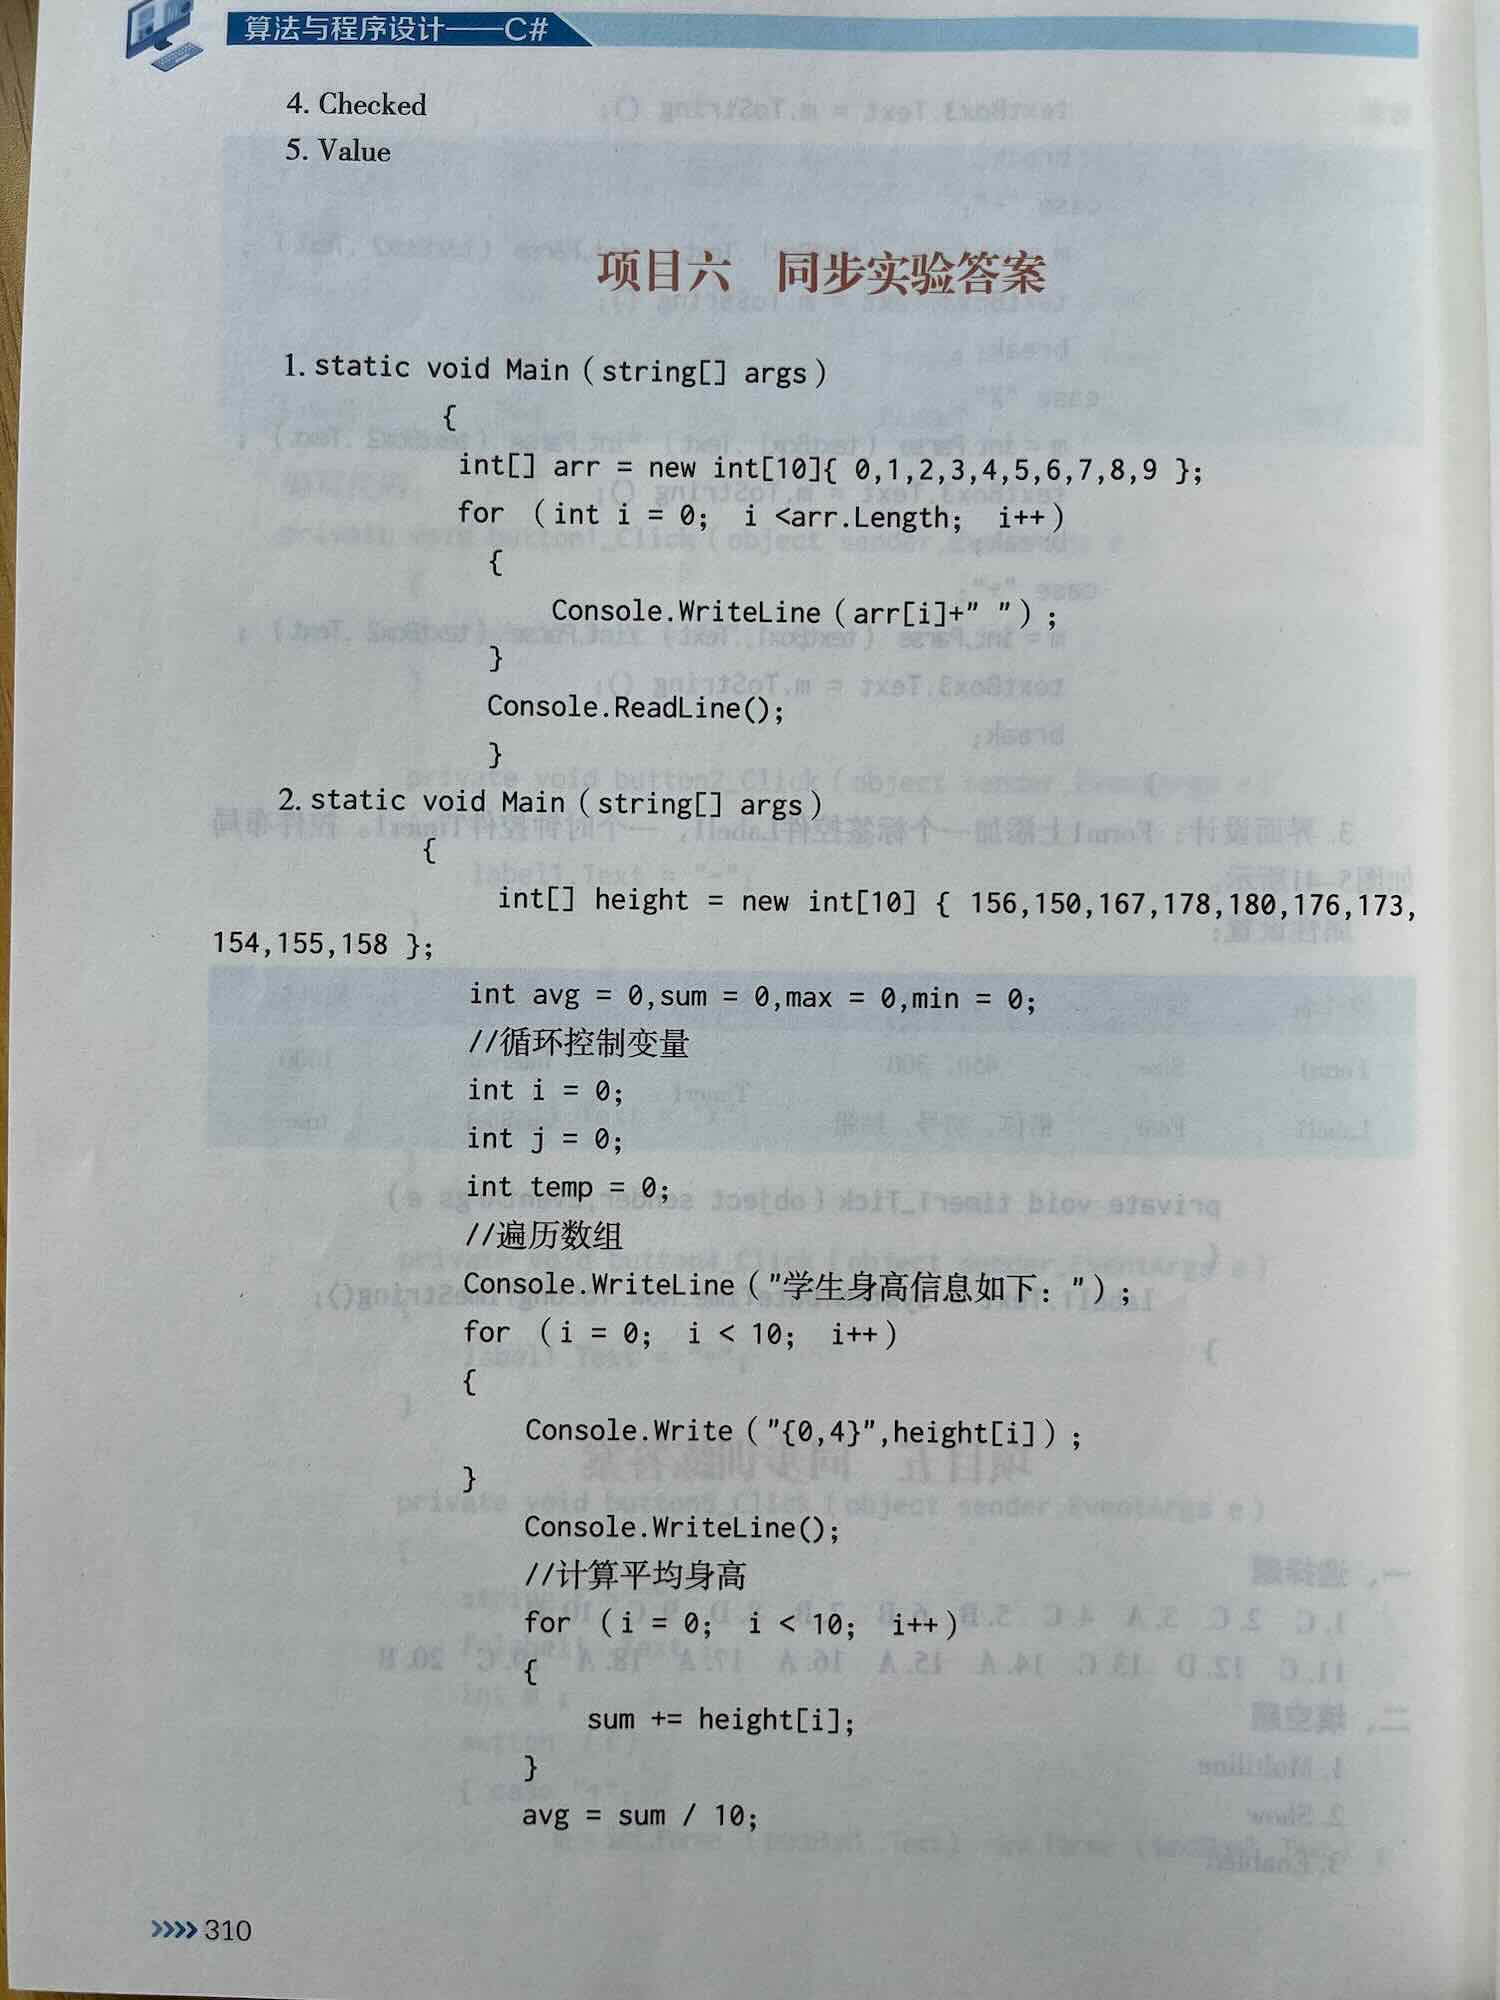 算法与程序设计——C#
4. Checked
5. Value
项目六 同步实验答案
1. static void Main（string[] args）
{
int[] arr = new int[10]{ 0,1,2,3,4,5,6,7,8,9 };
for （int i = 0； i <arr.Length； i++）
{
Console.WriteLine（arr[i]+" "）；
}
Console.ReadLine();
}
2. static void Main（string[] args）
{
int[] height = new int[10] { 156,150,167,178,180,176,173,
154,155,158 };
int avg = 0,sum = 0,max = 0,min = 0;
//循环控制变量
int i = 0;
int j = 0;
int temp = 0;
//遍历数组
Console.WriteLine（"学生身高信息如下："）；
for （i = 0； i < 10； i++）
{
Console.Write（"{0,4}",height[i]）；
}
Console.WriteLine();
//计算平均身高
for （i = 0； i < 10； i++）
{
sum += height[i];
}
avg = sum / 10;
>>>> 310